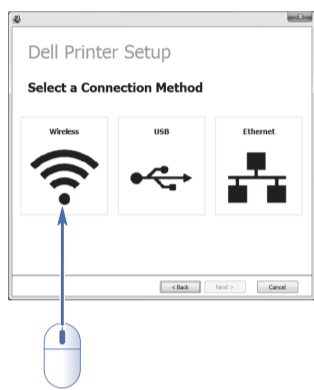 Dell Printer Setup
Select a Connection Method
Wireless
USB
Ethernet
< Back
Next >
Cancel